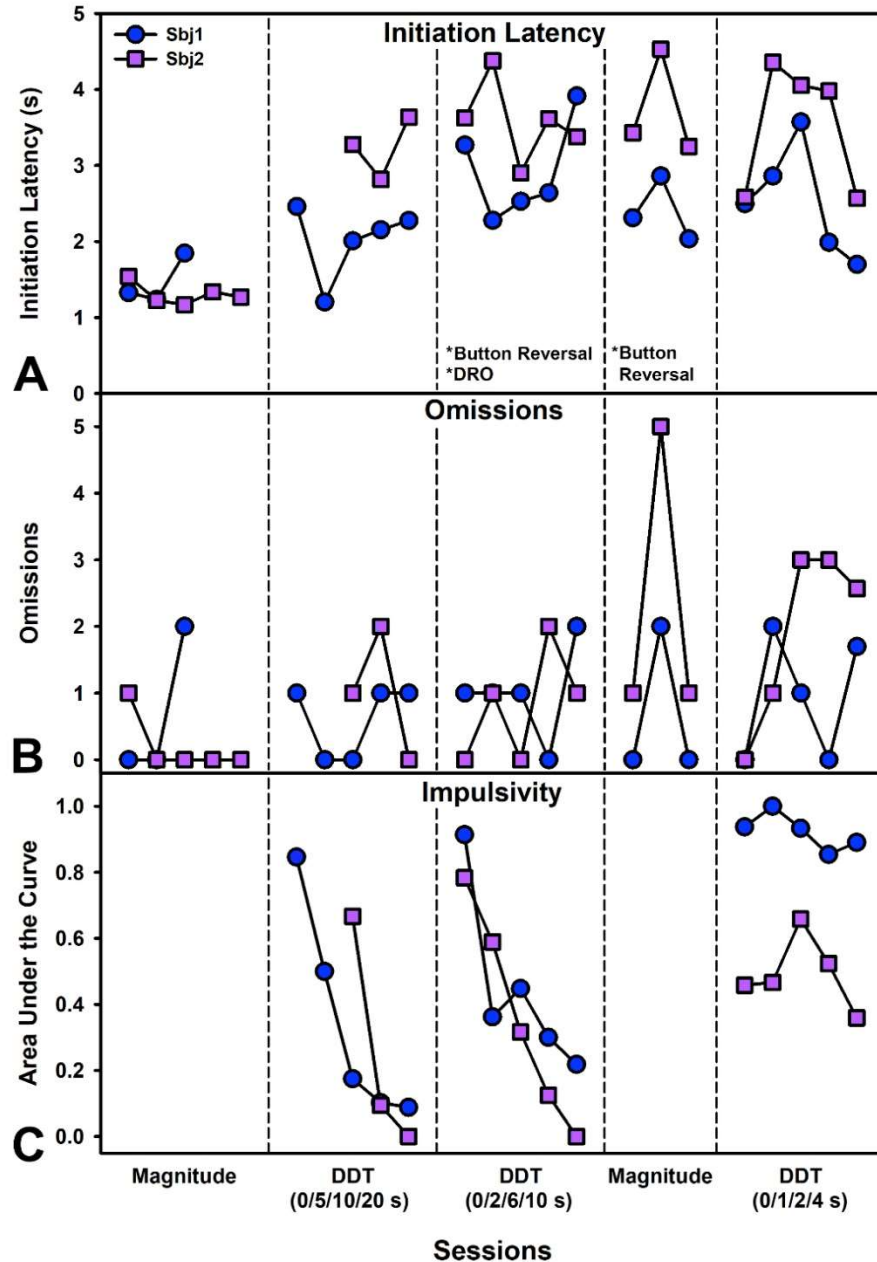 Initiation Latency
Sbj1
Sbj2
Initiation Latency (s)
5
4
3
2
1
0
*Button Reversal
*DRO
*Button
Reversal
A
Omissions
Omissions
5
4
3
2
1
0
B
Impulsivity
Area Under the Curve
1.0
0.8
0.6
0.4
0.2
0.0
C
Magnitude
DDT
(0/5/10/20 s)
DDT
(0/2/6/10 s)
Magnitude
DDT
(0/1/2/4 s)
Sessions